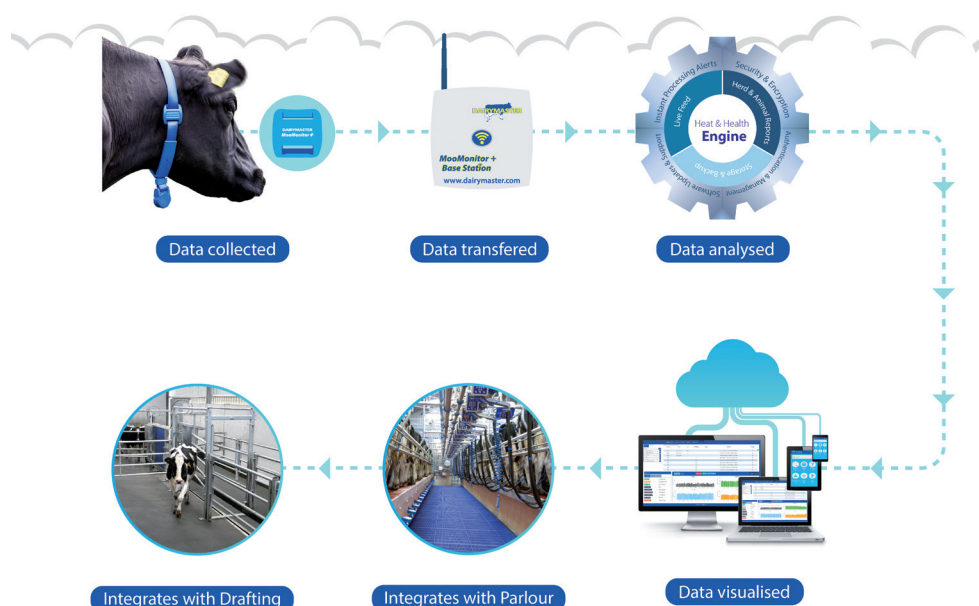 DAIRYMASTER
MooMonitor+
DAIRYMASTER
MooMonitor +
Base Station
www.dairymaster.com
Instant Processing Alerts
Security & Encryption
Authentication & Management
Software Updates & Support
Live Feed
Herd & Animal Reports
Storage & Backup
Heat & Health
Engine
Data collected
Data transfered
Data analysed
Integrates with Drafting
Integrates with Parlour
Data visualised